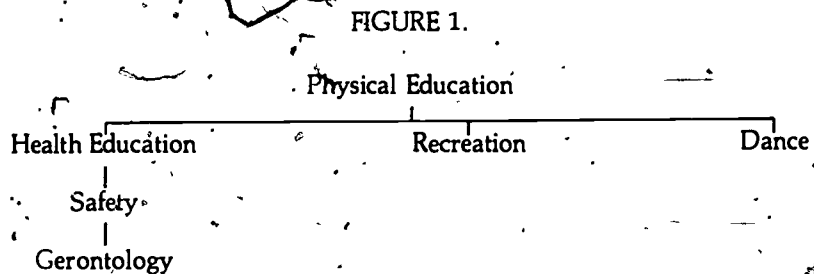 FIGURE 1.
Physical Education
Health Education Recreation Dance
Safety
Gerontology